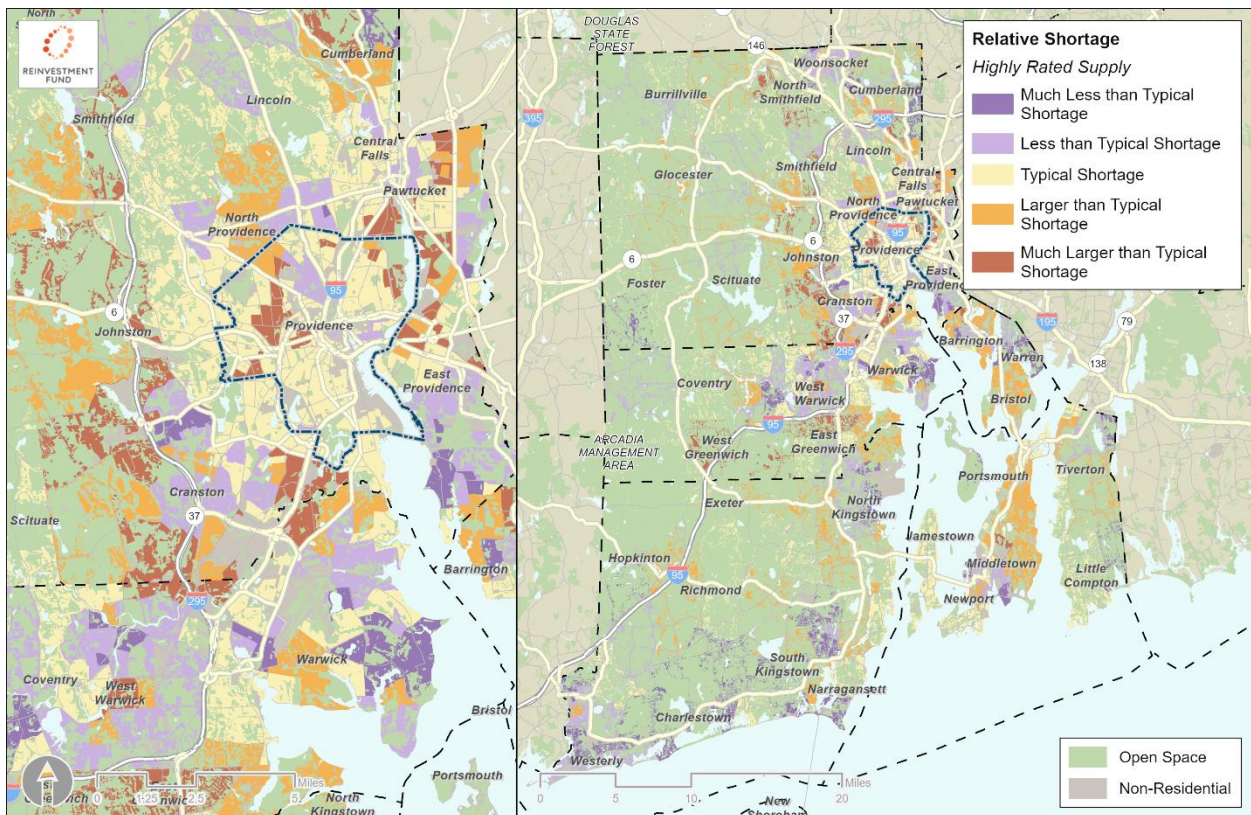 North
Smithfield
REINVESTMENT
FUND
Cumberland
Lincoln
Smithfield
Central
Falls
Pawtucket
North
Providence
95
6
Johnston
Providence
East
Providence
Cranston
37
Scituate
Barrington
295
Warwick
Coventry
West
Warwick
Bristol
Portsmouth
North
Kingstown
0
1.25
2.5
5
Miles
DOUGLAS
STATE
FOREST
146
Woonsocket
395
Burrillville
North
Smithfield
Cumberland
295
Lincoln
Smithfield
Central
Falls
Glocester
North
Providence
Pawtucket
95
6
Johnston
Providence
6
Foster
Scituate
East
Providence
Cranston
37
195
79
295
Barrington
Warren
138
Coventry
West
Warwick
Warwick
Bristol
95
ARCADIA
MANAGEMENT
AREA
West
Greenwich
East
Greenwich
Portsmouth
Tiverton
Exeter
North
Kingstown
Jamestown
Hopkinton
Middletown
Little
Compton
95
Richmond
Newport
South
Kingstown
Narragansett
Charlestown
Westerly
0
5
10
20
Miles
New
Shoreham
Relative Shortage
Highly Rated Supply
Much Less than Typical
Shortage
Less than Typical Shortage
Typical Shortage
Larger than Typical
Shortage
Much Larger than Typical
Shortage
Open Space
Non-Residential